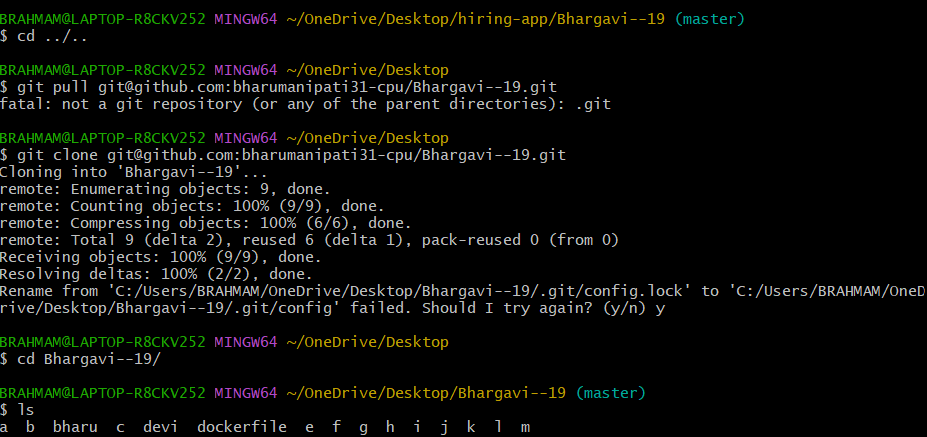 BRAHMAM@LAPTOP-R8CKV252 MINGW64 ~/OneDrive/Desktop/hiring-app/Bhargavi--19 (master)
$ cd ../..
BRAHMAM@LAPTOP-R8CKV252 MINGW64 ~/OneDrive/Desktop
$ git pull git@github.com:bharumanipati31-cpu/Bhargavi--19.git
fatal: not a git repository (or any of the parent directories): .git
BRAHMAM@LAPTOP-R8CKV252 MINGW64 ~/OneDrive/Desktop
$ git clone git@github.com:bharumanipati31-cpu/Bhargavi--19.git
Cloning into 'Bhargavi--19'...
remote: Enumerating objects: 9, done.
remote: Counting objects: 100% (9/9), done.
remote: Compressing objects: 100% (6/6), done.
remote: Total 9 (delta 2), reused 6 (delta 1), pack-reused 0 (from 0)
Receiving objects: 100% (9/9), done.
Resolving deltas: 100% (2/2), done.
Rename from 'C:/Users/BRAHMAM/OneDrive/Desktop/Bhargavi--19/.git/config.lock' to 'C:/Users/BRAHMAM/OneD
rive/Desktop/Bhargavi--19/.git/config' failed. Should I try again? (y/n) y
BRAHMAM@LAPTOP-R8CKV252 MINGW64 ~/OneDrive/Desktop
$ cd Bhargavi--19/
BRAHMAM@LAPTOP-R8CKV252 MINGW64 ~/OneDrive/Desktop/Bhargavi--19 (master)
$ ls
a  b  bharu  c  devi  dockerfile  e  f  g  h  i  j  k  l  m